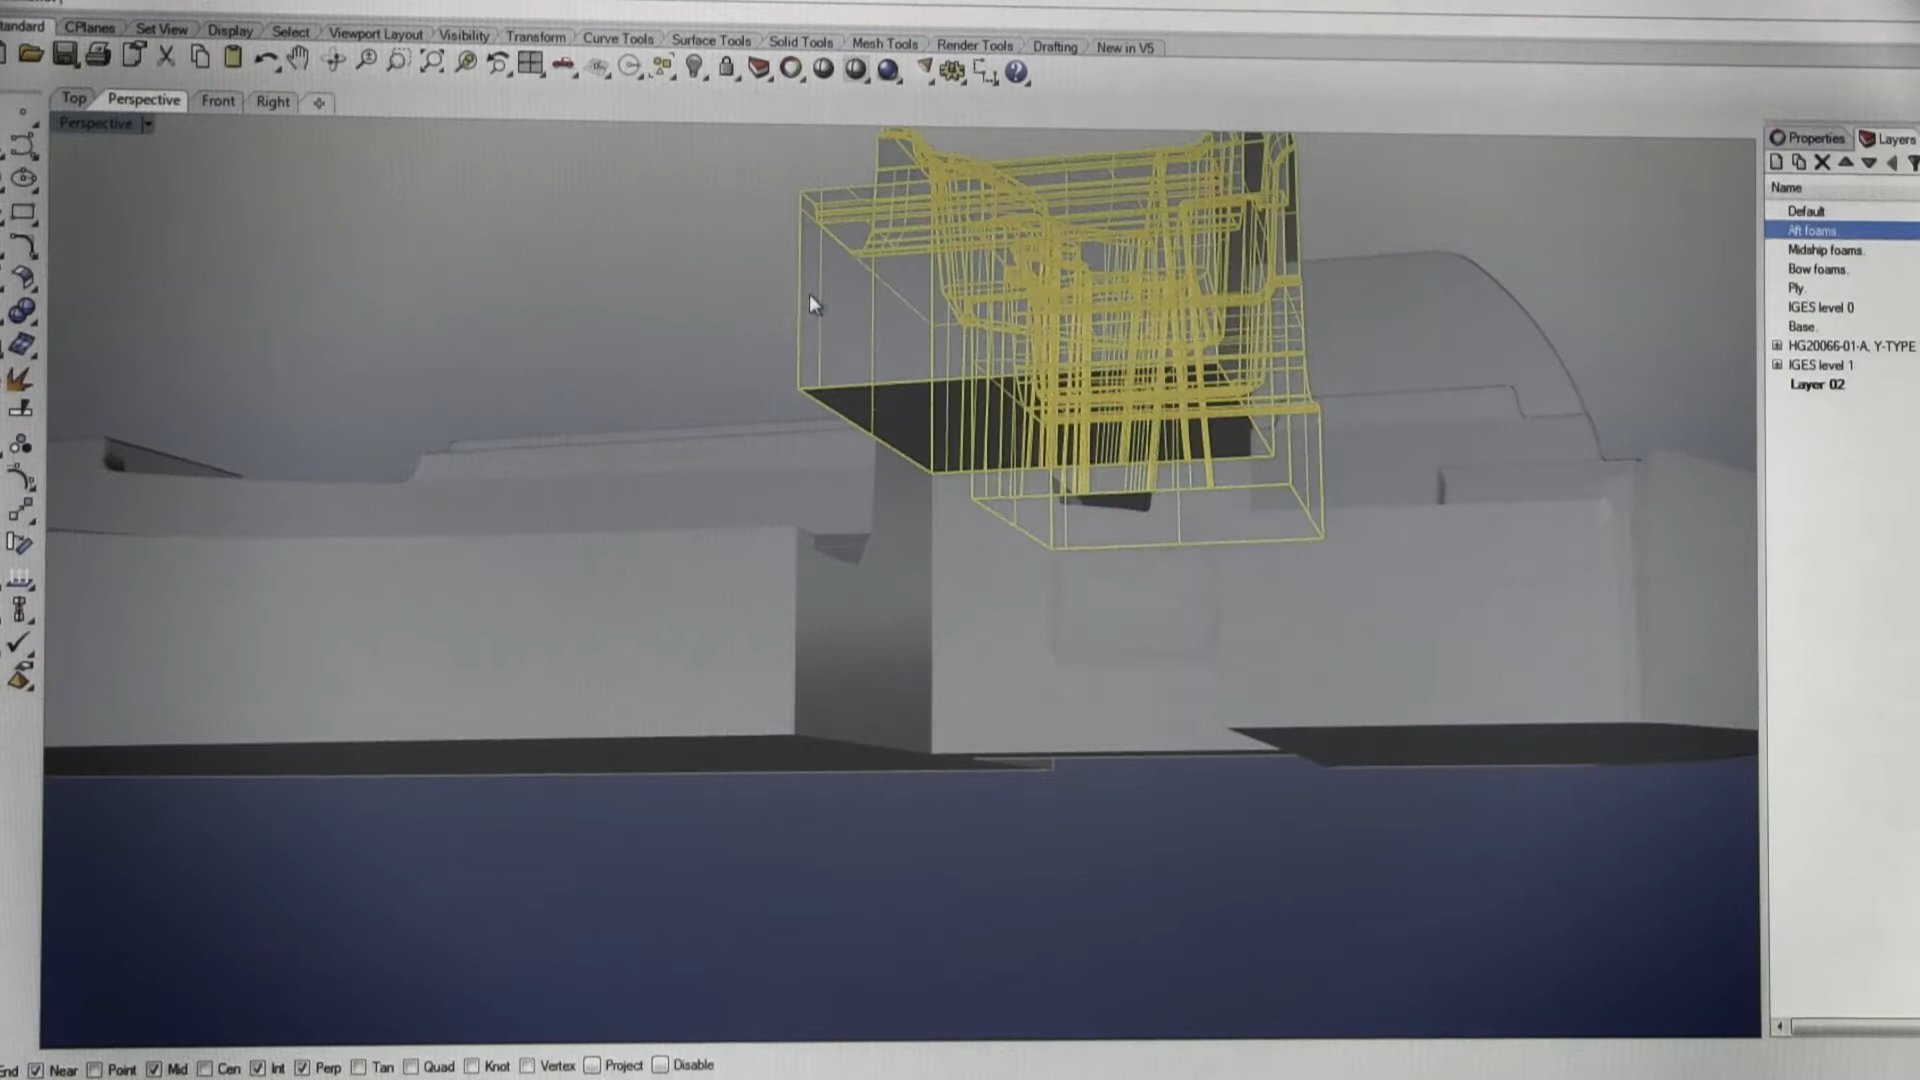 tandard CPlanes Set View Display Select Viewport Layout Visibility Transform Curve Tools Surface Tools Solid Tools Mesh Tools Render Tools Drafting New in V5
Top Perspective Front Right
Perspective
Properties Layers
Name
Default
Aft foams.
Midship foams.
Bow foams.
Ply.
IGES level 0
Base.
HG20066-01-A, Y-TYPE
IGES level 1
Layer 02
End Near Point Mid Cen Int Perp Tan Quad Knot Vertex Project Disable